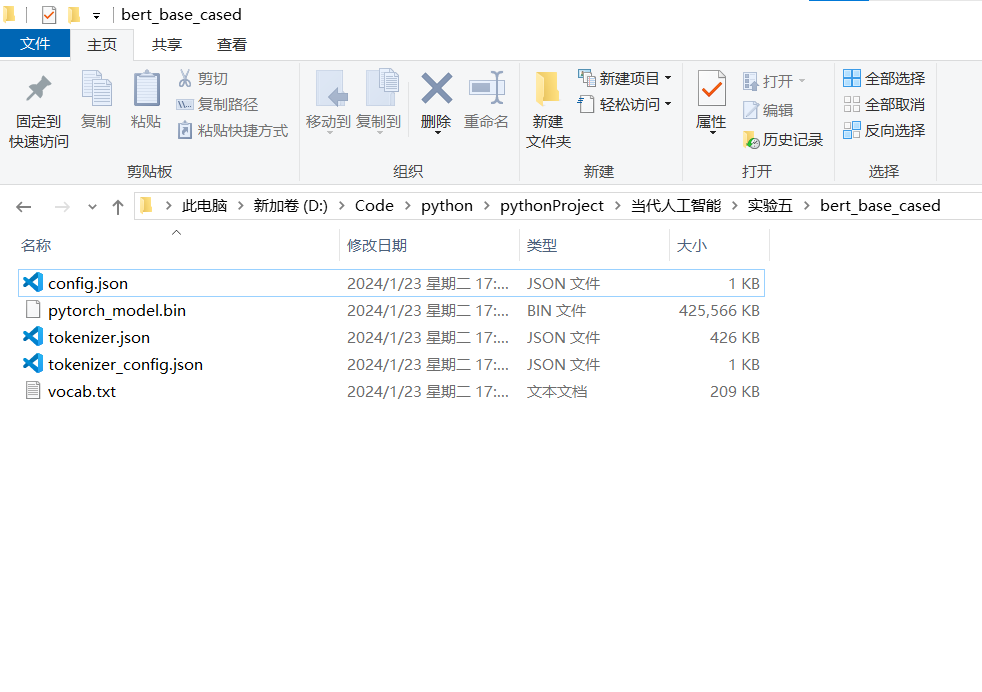 bert_base_cased
文件 主页 共享 查看
固定到快速访问 复制 粘贴 剪切 复制路径 粘贴快捷方式 移动到 复制到 删除 重命名 新建文件夹 新建项目 轻松访问 属性 打开 编辑 历史记录 全部选择 全部取消 反向选择
剪贴板 组织 新建 打开 选择
此电脑 新加卷 (D:) Code python pythonProject 当代人工智能 实验五 bert_base_cased
名称 修改日期 类型 大小
config.json 2024/1/23 星期二 17:... JSON 文件 1 KB
pytorch_model.bin 2024/1/23 星期二 17:... BIN 文件 425,566 KB
tokenizer.json 2024/1/23 星期二 17:... JSON 文件 426 KB
tokenizer_config.json 2024/1/23 星期二 17:... JSON 文件 1 KB
vocab.txt 2024/1/23 星期二 17:... 文本文档 209 KB